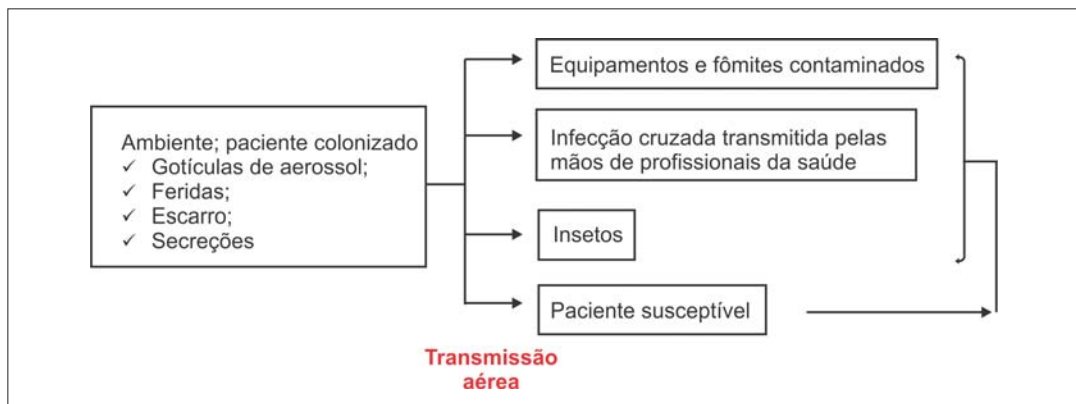 Ambiente; paciente colonizado
✓ Gotículas de aerossol;
✓ Feridas;
✓ Escarro;
✓ Secreções
Equipamentos e fômites contaminados
Infecção cruzada transmitida pelas
mãos de profissionais da saúde
Insetos
Paciente susceptível
Transmissão
aérea